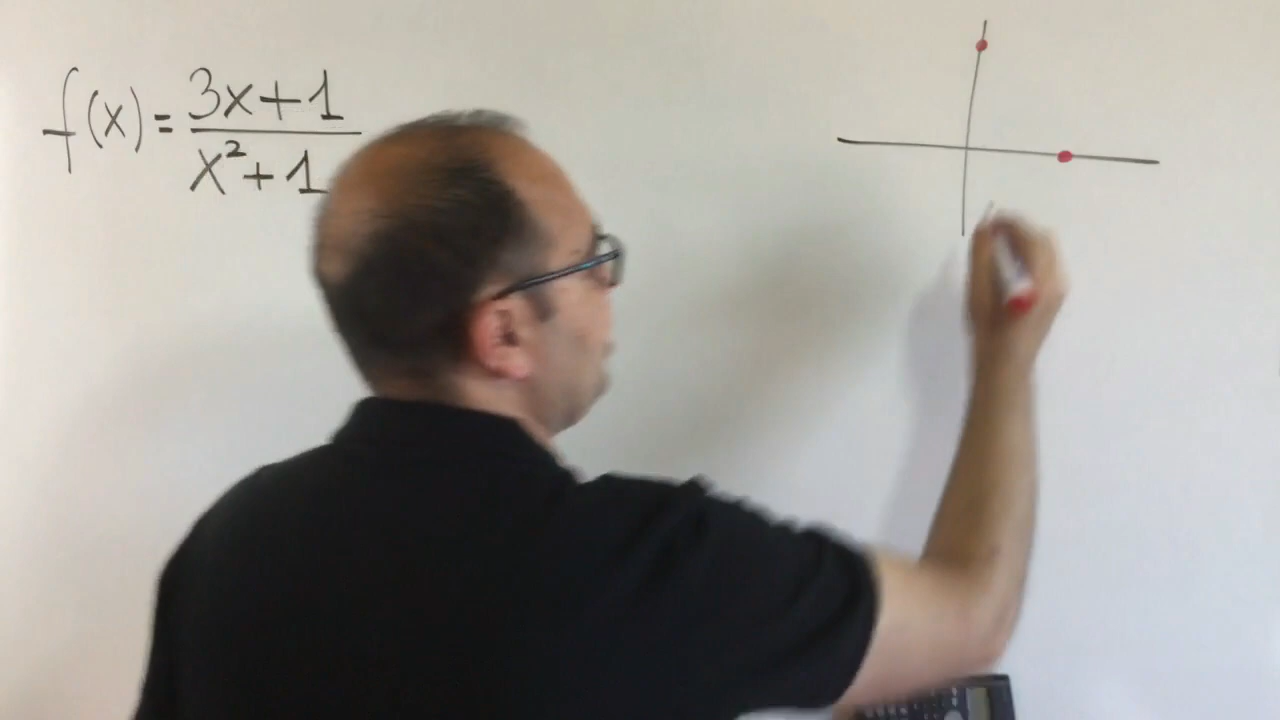 f(x) = 3x+1
x²+1